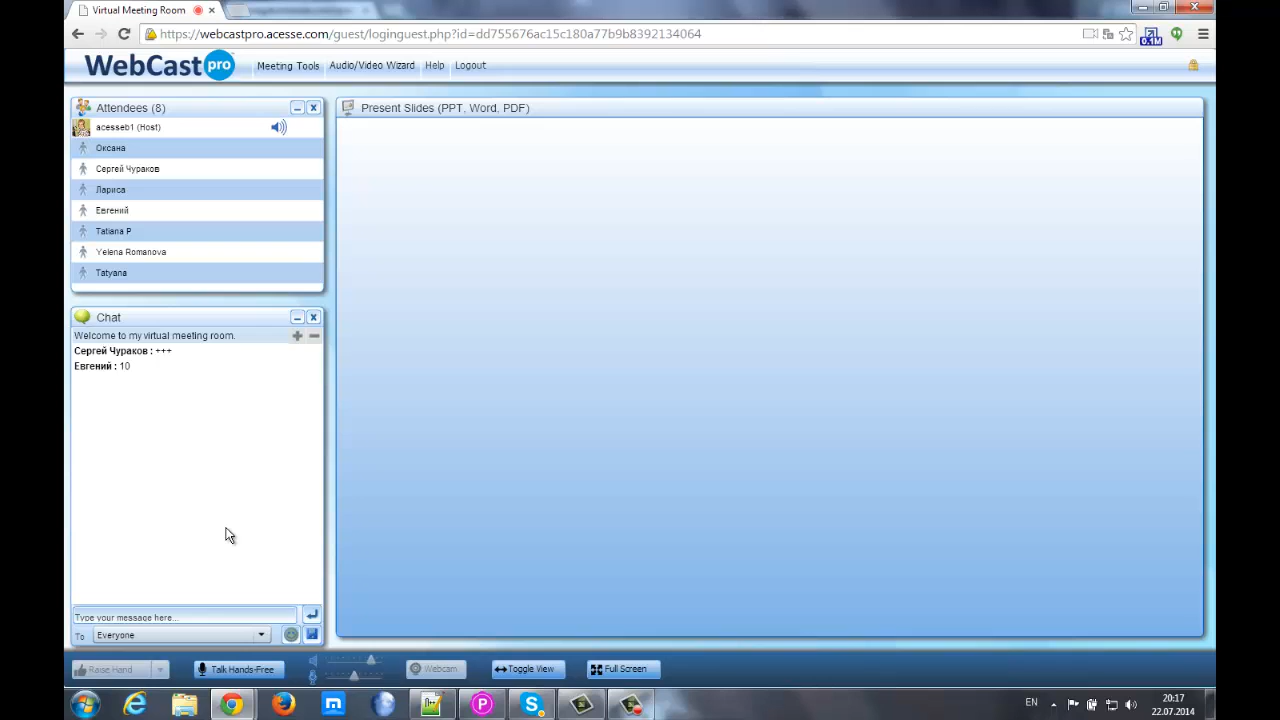 Virtual Meeting Room
https://webcastpro.acesse.com/guest/loginguest.php?id=dd755676ac15c180a77b9b8392134064
0.1M
WebCast pro
Meeting Tools Audio/Video Wizard Help Logout
Attendees (8)
acesseb1 (Host)
Оксана
Сергей Чураков
Лариса
Евгений
Tatiana P
Yelena Romanova
Tatyana
Present Slides (PPT, Word, PDF)
Chat
Welcome to my virtual meeting room.
Сергей Чураков : +++
Евгений : 10
Type your message here...
To Everyone
Raise Hand Talk Hands-Free Webcam Toggle View Full Screen
EN
20:17
22.07.2014